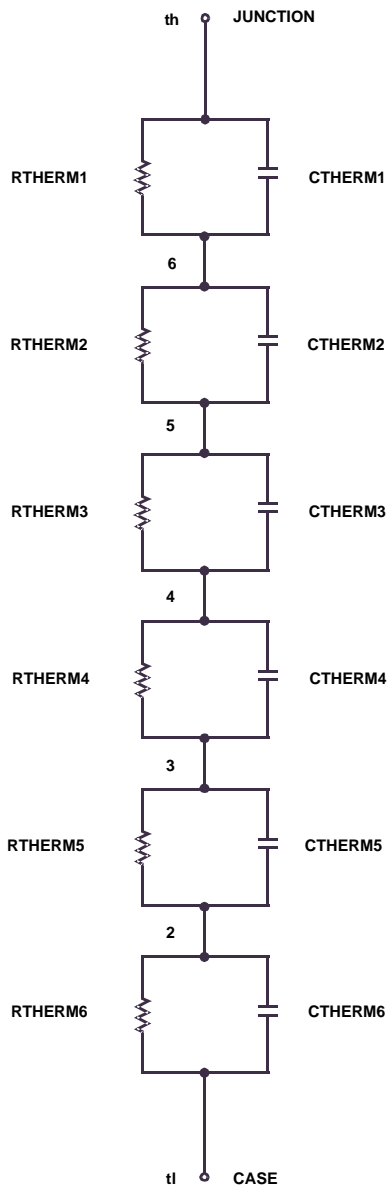 th JUNCTION
RTHERM1 CTHERM1
6
RTHERM2 CTHERM2
5
RTHERM3 CTHERM3
4
RTHERM4 CTHERM4
3
RTHERM5 CTHERM5
2
RTHERM6 CTHERM6
tl CASE